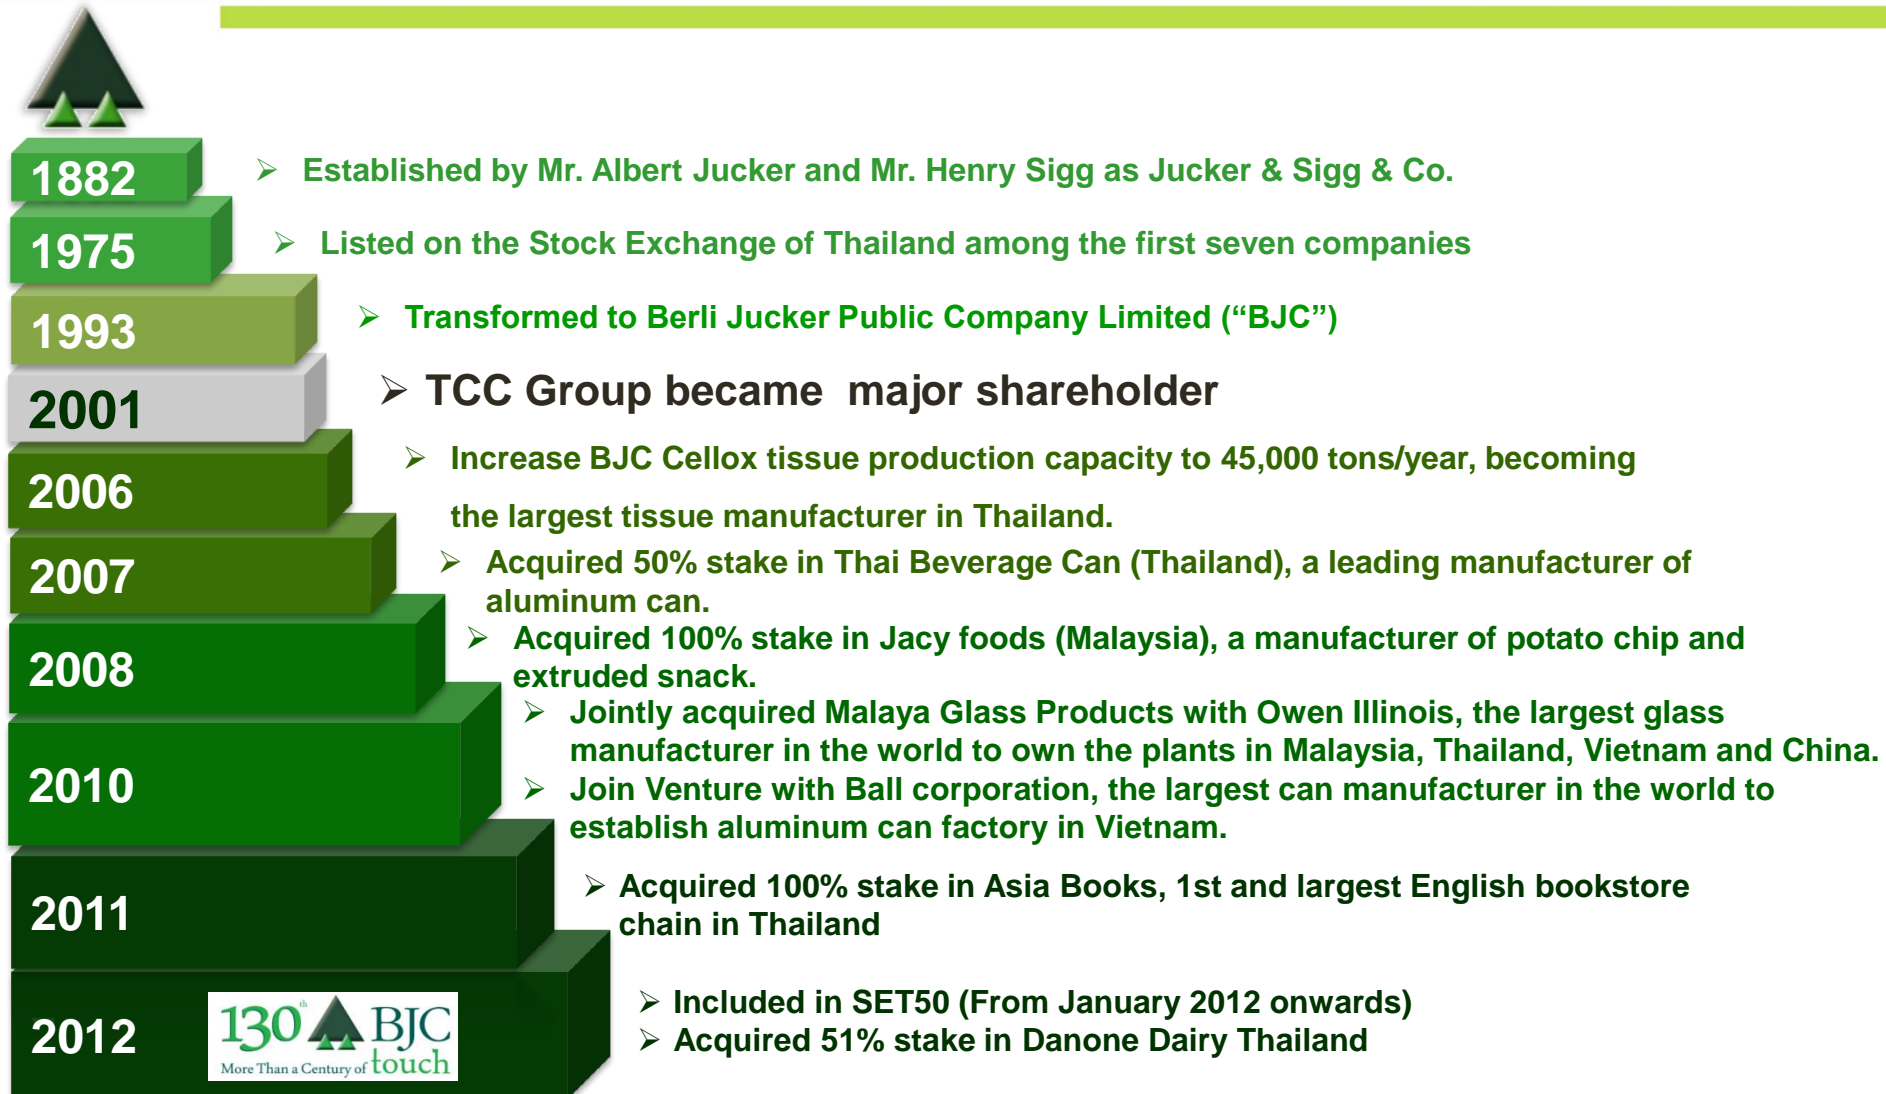 1882
➢ Established by Mr. Albert Jucker and Mr. Henry Sigg as Jucker & Sigg & Co.
1975
➢ Listed on the Stock Exchange of Thailand among the first seven companies
1993
➢ Transformed to Berli Jucker Public Company Limited (“BJC”)
2001
➢ TCC Group became major shareholder
2006
➢ Increase BJC Cellox tissue production capacity to 45,000 tons/year, becoming
the largest tissue manufacturer in Thailand.
2007
➢ Acquired 50% stake in Thai Beverage Can (Thailand), a leading manufacturer of
aluminum can.
2008
➢ Acquired 100% stake in Jacy foods (Malaysia), a manufacturer of potato chip and
extruded snack.
2010
➢ Jointly acquired Malaya Glass Products with Owen Illinois, the largest glass
manufacturer in the world to own the plants in Malaysia, Thailand, Vietnam and China.
➢ Join Venture with Ball corporation, the largest can manufacturer in the world to
establish aluminum can factory in Vietnam.
2011
➢ Acquired 100% stake in Asia Books, 1st and largest English bookstore
chain in Thailand
2012
130th BJC
More Than a Century of touch
➢ Included in SET50 (From January 2012 onwards)
➢ Acquired 51% stake in Danone Dairy Thailand